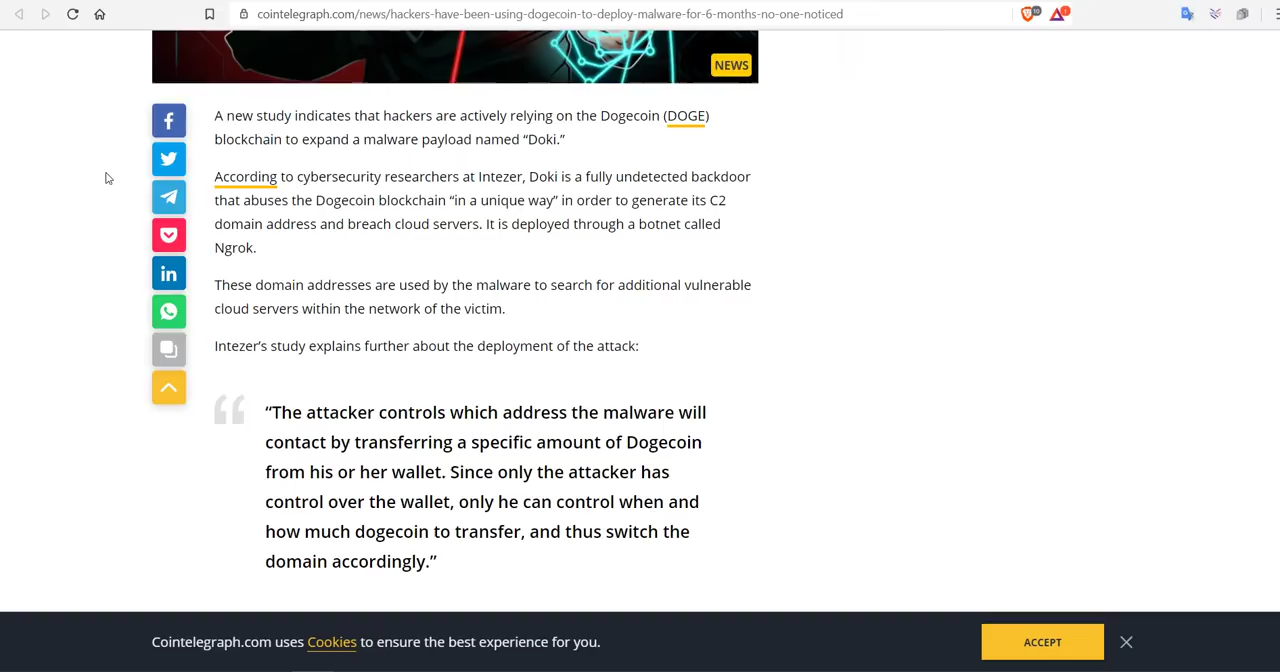 cointelegraph.com/news/hackers-have-been-using-dogecoin-to-deploy-malware-for-6-months-no-one-noticed
NEWS
A new study indicates that hackers are actively relying on the Dogecoin (DOGE)
blockchain to expand a malware payload named “Doki.”
According to cybersecurity researchers at Intezer, Doki is a fully undetected backdoor
that abuses the Dogecoin blockchain “in a unique way” in order to generate its C2
domain address and breach cloud servers. It is deployed through a botnet called
Ngrok.
These domain addresses are used by the malware to search for additional vulnerable
cloud servers within the network of the victim.
Intezer’s study explains further about the deployment of the attack:
“The attacker controls which address the malware will
contact by transferring a specific amount of Dogecoin
from his or her wallet. Since only the attacker has
control over the wallet, only he can control when and
how much dogecoin to transfer, and thus switch the
domain accordingly.”
Cointelegraph.com uses Cookies to ensure the best experience for you.
ACCEPT